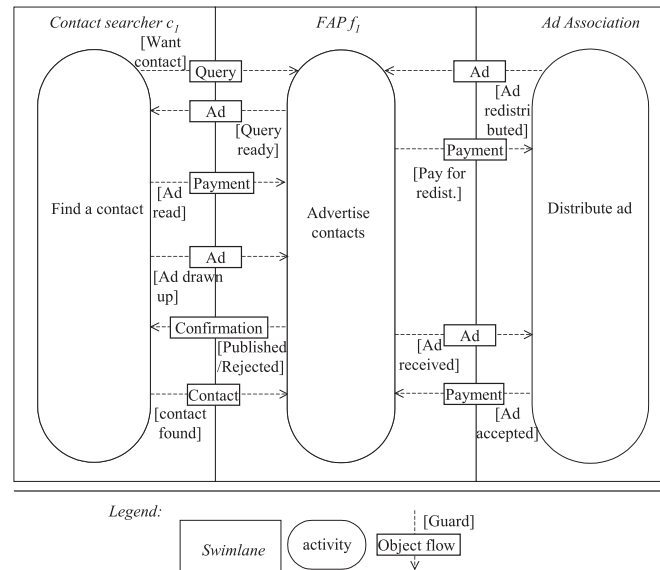 Contact searcher c1
FAP f1
Ad Association
[Want
contact]
Query
Ad
Ad
[Ad
redistri
buted]
[Query
ready]
Payment
[Pay for
redist.]
Payment
[Ad
read]
Find a contact
Advertise
contacts
Distribute ad
Ad
[Ad drawn
up]
Confirmation
[Published
/Rejected]
Ad
[Ad
received]
Contact
[contact
found]
Payment
[Ad
accepted]
Legend:
Swimlane
activity
[Guard]
Object flow